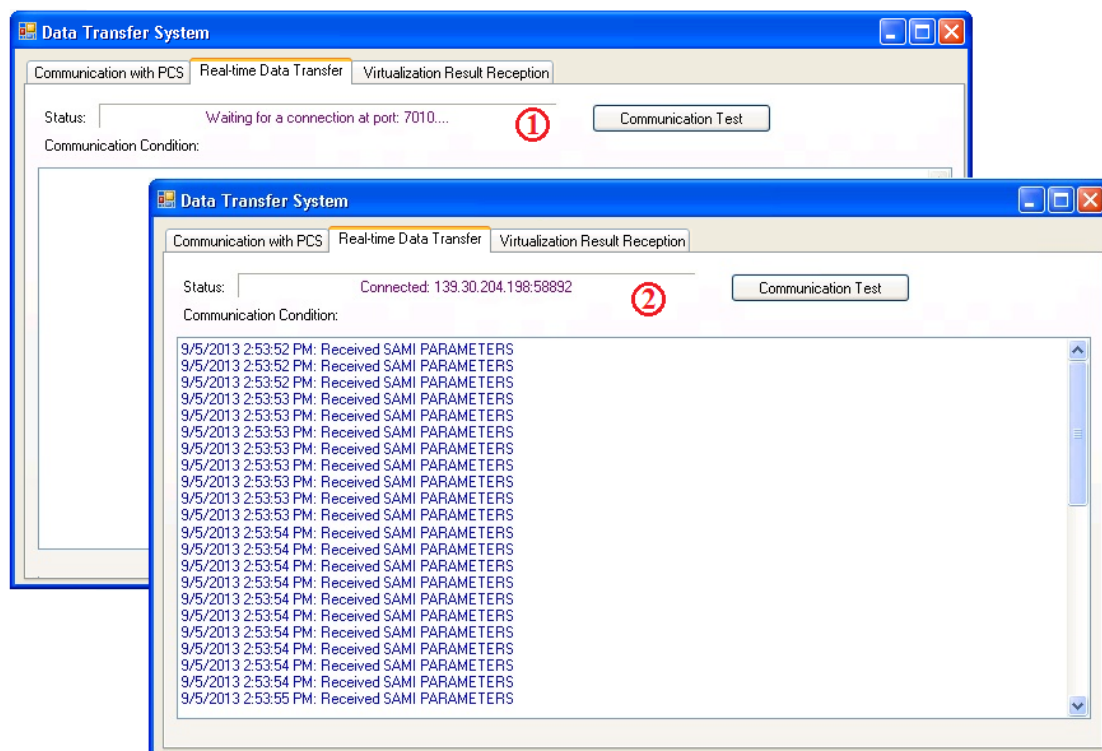 Data Transfer System
Communication with PCS Real-time Data Transfer Virtualization Result Reception
Status: Waiting for a connection at port: 7010.... 1 Communication Test
Communication Condition:
Data Transfer System
Communication with PCS Real-time Data Transfer Virtualization Result Reception
Status: Connected: 139.30.204.198:58892 2 Communication Test
Communication Condition:
9/5/2013 2:53:52 PM: Received SAMI PARAMETERS
9/5/2013 2:53:52 PM: Received SAMI PARAMETERS
9/5/2013 2:53:52 PM: Received SAMI PARAMETERS
9/5/2013 2:53:53 PM: Received SAMI PARAMETERS
9/5/2013 2:53:53 PM: Received SAMI PARAMETERS
9/5/2013 2:53:53 PM: Received SAMI PARAMETERS
9/5/2013 2:53:53 PM: Received SAMI PARAMETERS
9/5/2013 2:53:53 PM: Received SAMI PARAMETERS
9/5/2013 2:53:53 PM: Received SAMI PARAMETERS
9/5/2013 2:53:53 PM: Received SAMI PARAMETERS
9/5/2013 2:53:53 PM: Received SAMI PARAMETERS
9/5/2013 2:53:54 PM: Received SAMI PARAMETERS
9/5/2013 2:53:54 PM: Received SAMI PARAMETERS
9/5/2013 2:53:54 PM: Received SAMI PARAMETERS
9/5/2013 2:53:54 PM: Received SAMI PARAMETERS
9/5/2013 2:53:54 PM: Received SAMI PARAMETERS
9/5/2013 2:53:54 PM: Received SAMI PARAMETERS
9/5/2013 2:53:54 PM: Received SAMI PARAMETERS
9/5/2013 2:53:54 PM: Received SAMI PARAMETERS
9/5/2013 2:53:54 PM: Received SAMI PARAMETERS
9/5/2013 2:53:54 PM: Received SAMI PARAMETERS
9/5/2013 2:53:55 PM: Received SAMI PARAMETERS